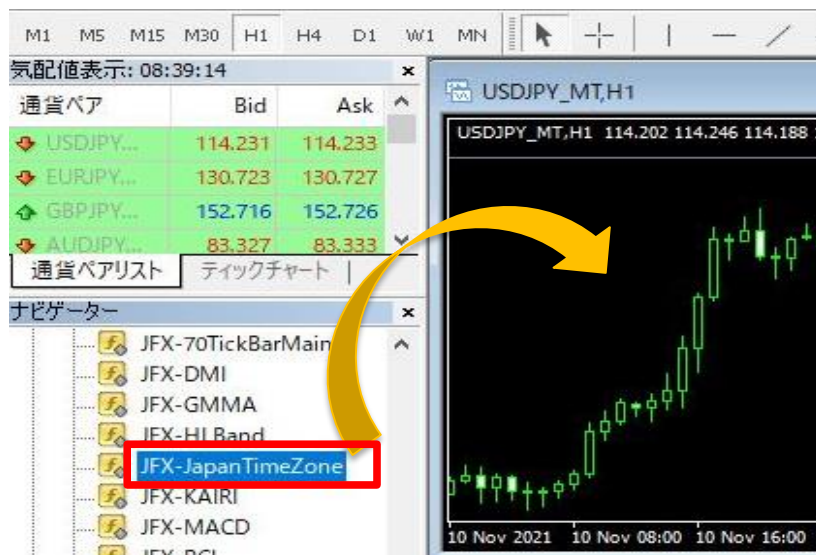 M1 M5 M15 M30 H1 H4 D1 W1 MN
気配値表示: 08:39:14
通貨ペア Bid Ask
USDJPY... 114.231 114.233
EURJPY... 130.723 130.727
GBPJPY... 152.716 152.726
AUDJPY... 83.327 83.333
通貨ペアリスト ティックチャート
ナビゲーター
JFX-70TickBarMain
JFX-DMI
JFX-GMMA
JFX-HLBand
JFX-JapanTimeZone
JFX-KAIRI
JFX-MACD
USDJPY_MT,H1
USDJPY_MT,H1 114.202 114.246 114.188
10 Nov 2021 10 Nov 08:00 10 Nov 16:00